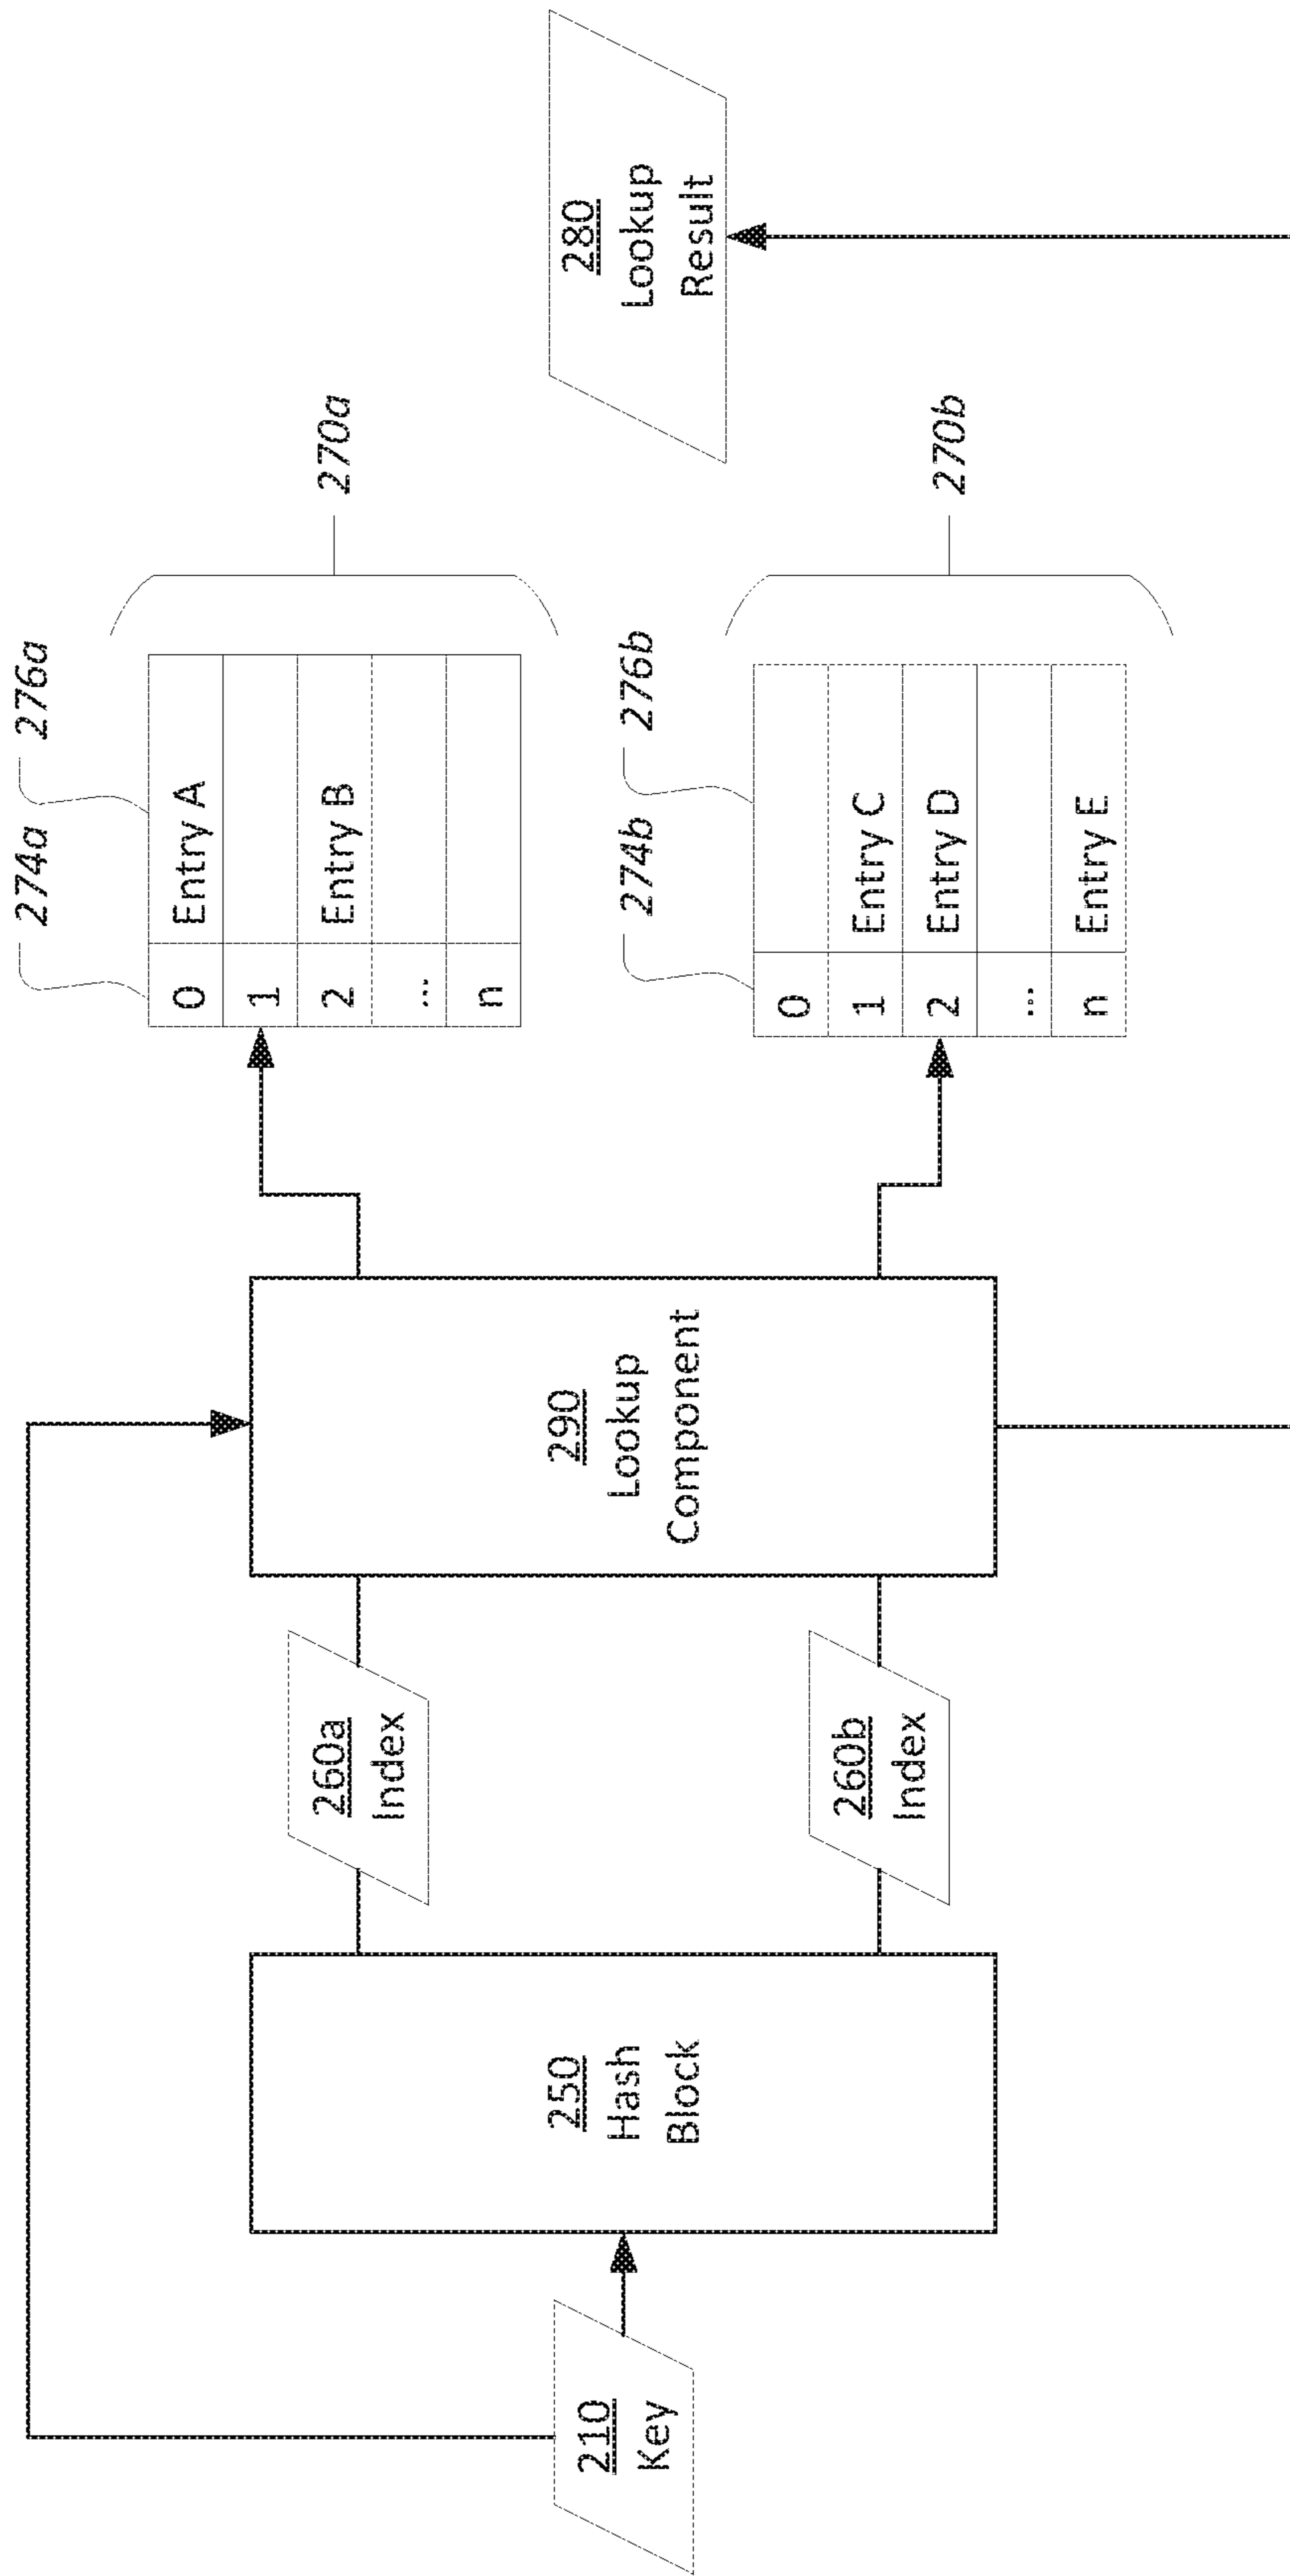 210
Key
250
Hash
Block
260a
Index
260b
Index
290
Lookup
Component
274a 276a
0 Entry A
1
2 Entry B
...
n
270a
274b 276b
0
1 Entry C
2 Entry D
...
n Entry E
270b
280
Lookup
Result